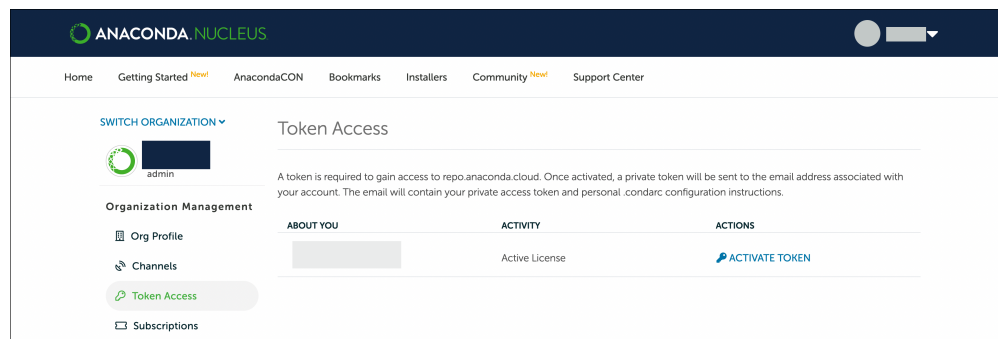 ANACONDA.NUCLEUS
Home Getting Started New! AnacondaCON Bookmarks Installers Community New! Support Center
SWITCH ORGANIZATION
admin
Organization Management
Org Profile
Channels
Token Access
Subscriptions
Token Access
A token is required to gain access to repo.anaconda.cloud. Once activated, a private token will be sent to the email address associated with
your account. The email will contain your private access token and personal .condarc configuration instructions.
ABOUT YOU ACTIVITY ACTIONS
Active License ACTIVATE TOKEN